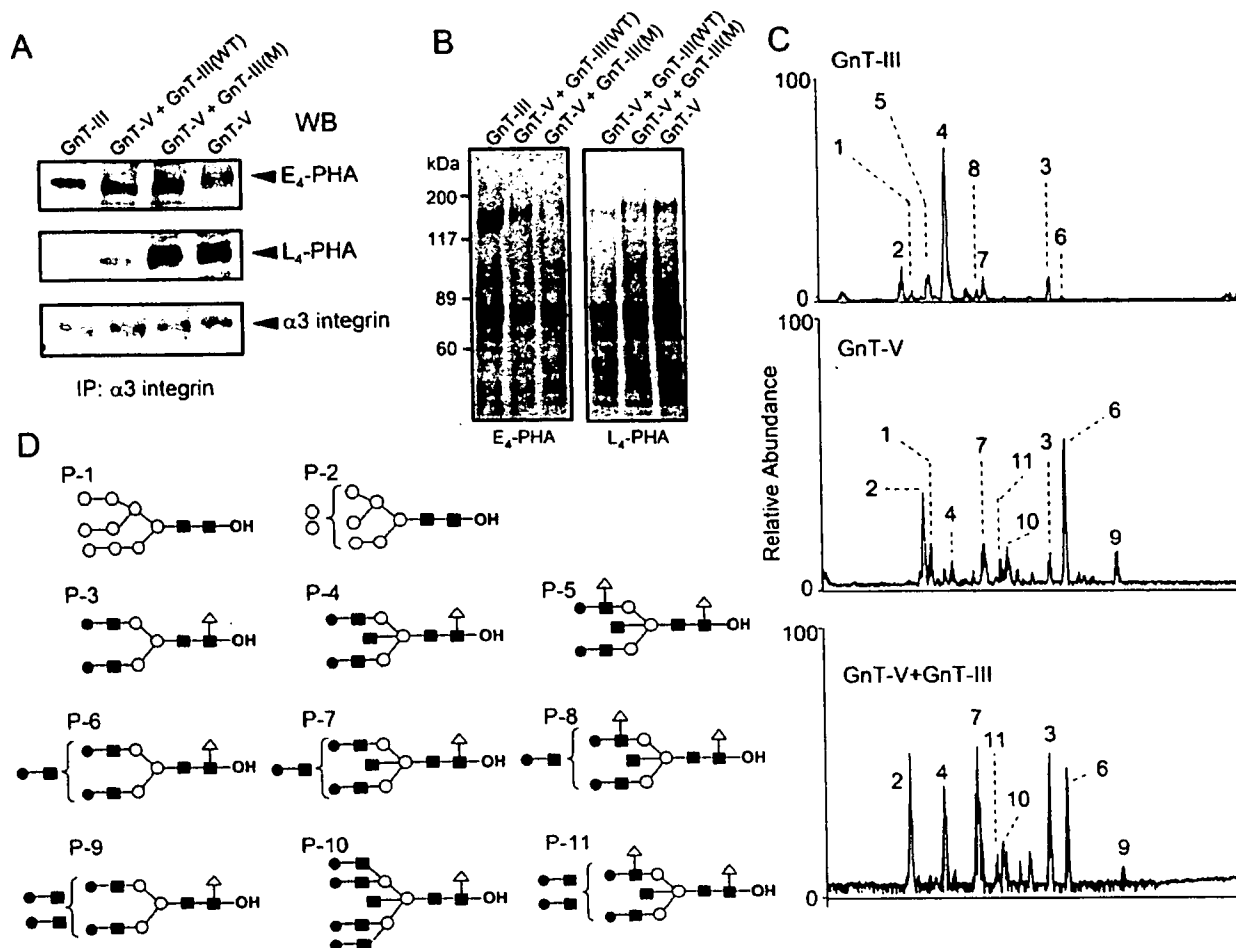 A
GnT-III
GnT-V + GnT-III(WT)
GnT-V + GnT-III(M)
GnT-V
WB
E4-PHA
L4-PHA
α3 integrin
IP: α3 integrin
B
GnT-III
GnT-V + GnT-III(WT)
GnT-V + GnT-III(M)
GnT-V + GnT-III(WT)
GnT-V + GnT-III(M)
GnT-V
kDa
200
117
89
60
E4-PHA
L4-PHA
C
Relative Abundance
100
GnT-III
5
4
1
8
3
2
7
6
0
100
GnT-V
6
1
7
3
11
2
4
10
9
0
100
GnT-V+GnT-III
7
3
11
6
2
4
10
9
0
D
P-1
OH
P-2
OH
P-3
OH
P-4
OH
P-5
OH
P-6
OH
P-7
OH
P-8
OH
P-9
OH
P-10
OH
P-11
OH